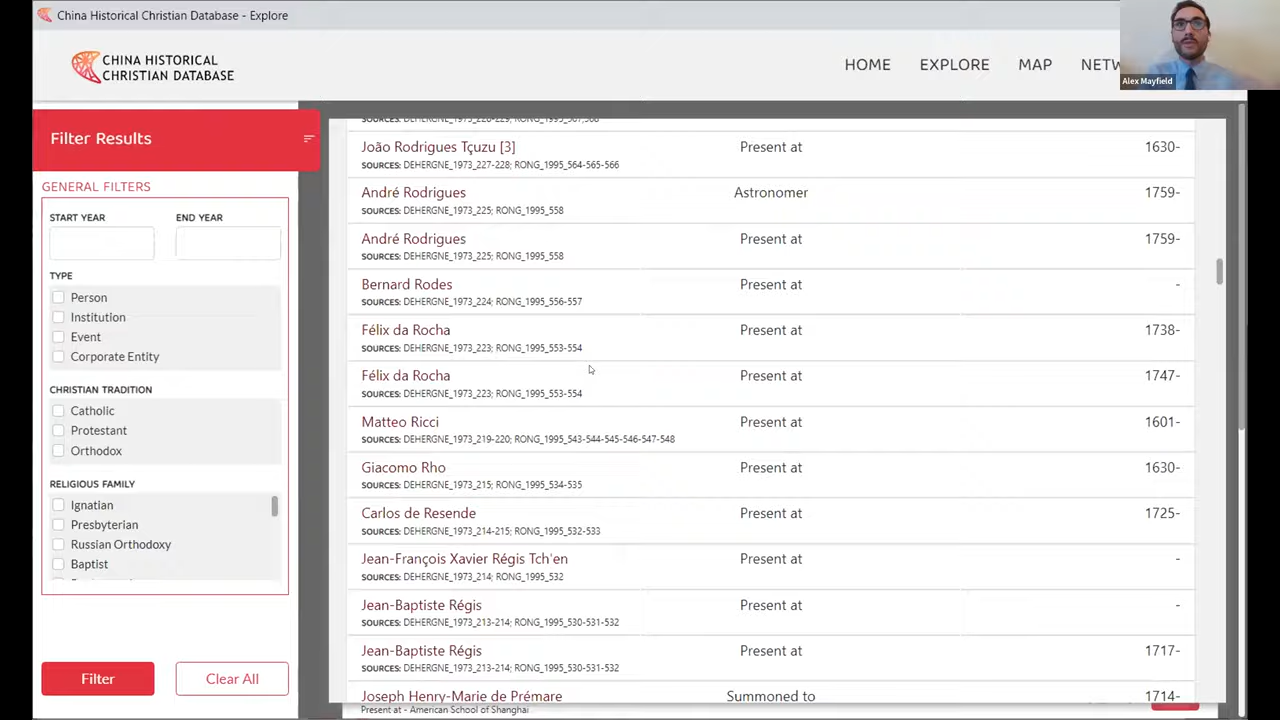 China Historical Christian Database - Explore
CHINA HISTORICAL
CHRISTIAN DATABASE
HOME EXPLORE MAP
Alex Mayfield
Filter Results
GENERAL FILTERS
START YEAR END YEAR
TYPE
Person
Institution
Event
Corporate Entity
CHRISTIAN TRADITION
Catholic
Protestant
Orthodox
RELIGIOUS FAMILY
Ignatian
Presbyterian
Russian Orthodoxy
Baptist
Filter Clear All
João Rodrigues Tçuzu [3] Present at 1630-
SOURCES: DEHERGNE_1973_227-228; RONG_1995_564-565-566
André Rodrigues Astronomer 1759-
SOURCES: DEHERGNE_1973_225; RONG_1995_558
André Rodrigues Present at 1759-
SOURCES: DEHERGNE_1973_225; RONG_1995_558
Bernard Rodes Present at -
SOURCES: DEHERGNE_1973_224; RONG_1995_556-557
Félix da Rocha Present at 1738-
SOURCES: DEHERGNE_1973_223; RONG_1995_553-554
Félix da Rocha Present at 1747-
SOURCES: DEHERGNE_1973_223; RONG_1995_553-554
Matteo Ricci Present at 1601-
SOURCES: DEHERGNE_1973_219-220; RONG_1995_543-544-545-546-547-548
Giacomo Rho Present at 1630-
SOURCES: DEHERGNE_1973_215; RONG_1995_534-535
Carlos de Resende Present at 1725-
SOURCES: DEHERGNE_1973_214-215; RONG_1995_532-533
Jean-François Xavier Régis Tch'en Present at -
SOURCES: DEHERGNE_1973_214; RONG_1995_532
Jean-Baptiste Régis Present at -
SOURCES: DEHERGNE_1973_213-214; RONG_1995_530-531-532
Jean-Baptiste Régis Present at 1717-
SOURCES: DEHERGNE_1973_213-214; RONG_1995_530-531-532
Joseph Henry-Marie de Prémare Summoned to 1714-
Present at - American School of Shanghai